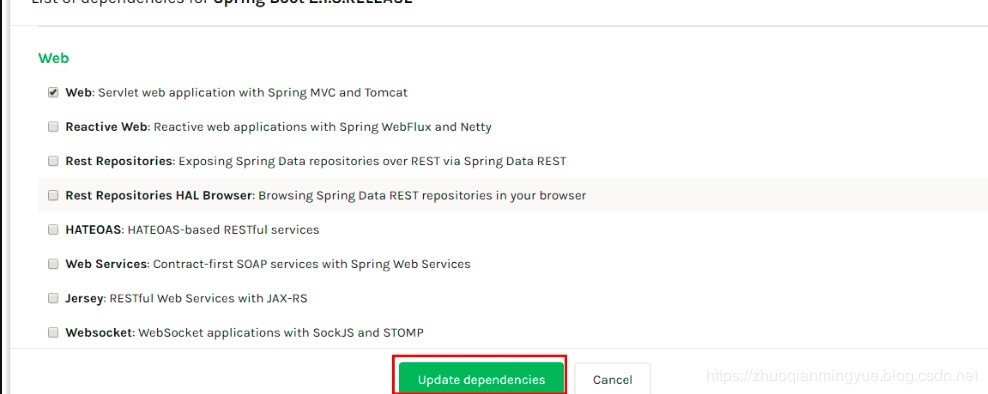 List of dependencies for Spring Boot 2.1.3.RELEASE
Web
Web: Servlet web application with Spring MVC and Tomcat
Reactive Web: Reactive web applications with Spring WebFlux and Netty
Rest Repositories: Exposing Spring Data repositories over REST via Spring Data REST
Rest Repositories HAL Browser: Browsing Spring Data REST repositories in your browser
HATEOAS: HATEOAS-based RESTful services
Web Services: Contract-first SOAP services with Spring Web Services
Jersey: RESTful Web Services with JAX-RS
Websocket: WebSocket applications with SockJS and STOMP
Update dependencies
Cancel
https://zhuoqianmingyue.blog.csdn.net